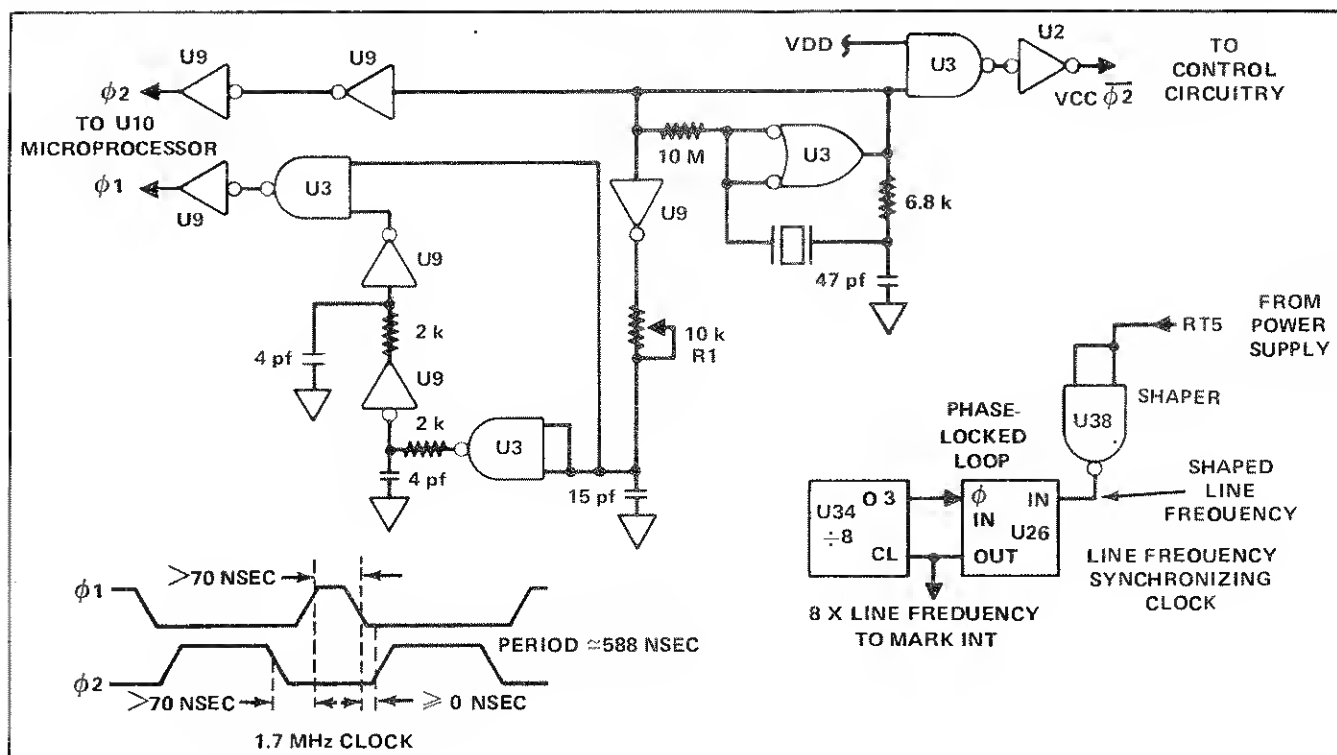 U9
U9
VDD
U3
U2
TO
CONTROL
CIRCUITRY
VCC φ2
φ2
TO U10
MICROPROCESSOR
φ1
U9
U3
10 M
U3
U9
6.8 k
47 pf
U9
2 k
4 pf
U9
2 k
U3
4 pf
10 k
R1
15 pf
FROM
POWER
SUPPLY
RT5
SHAPER
U38
PHASE-
LOCKED
LOOP
SHAPED
LINE
FREOUENCY
U34
÷8
O 3
CL
φ
IN
IN
U26
OUT
LINE FREOUENCY
SYNCHRONIZING
CLOCK
8 X LINE FREDUENCY
TO MARK INT
>70 NSEC
φ1
PERIOD ≃588 NSEC
φ2
>70 NSEC
⩾ 0 NSEC
1.7 MHz CLOCK